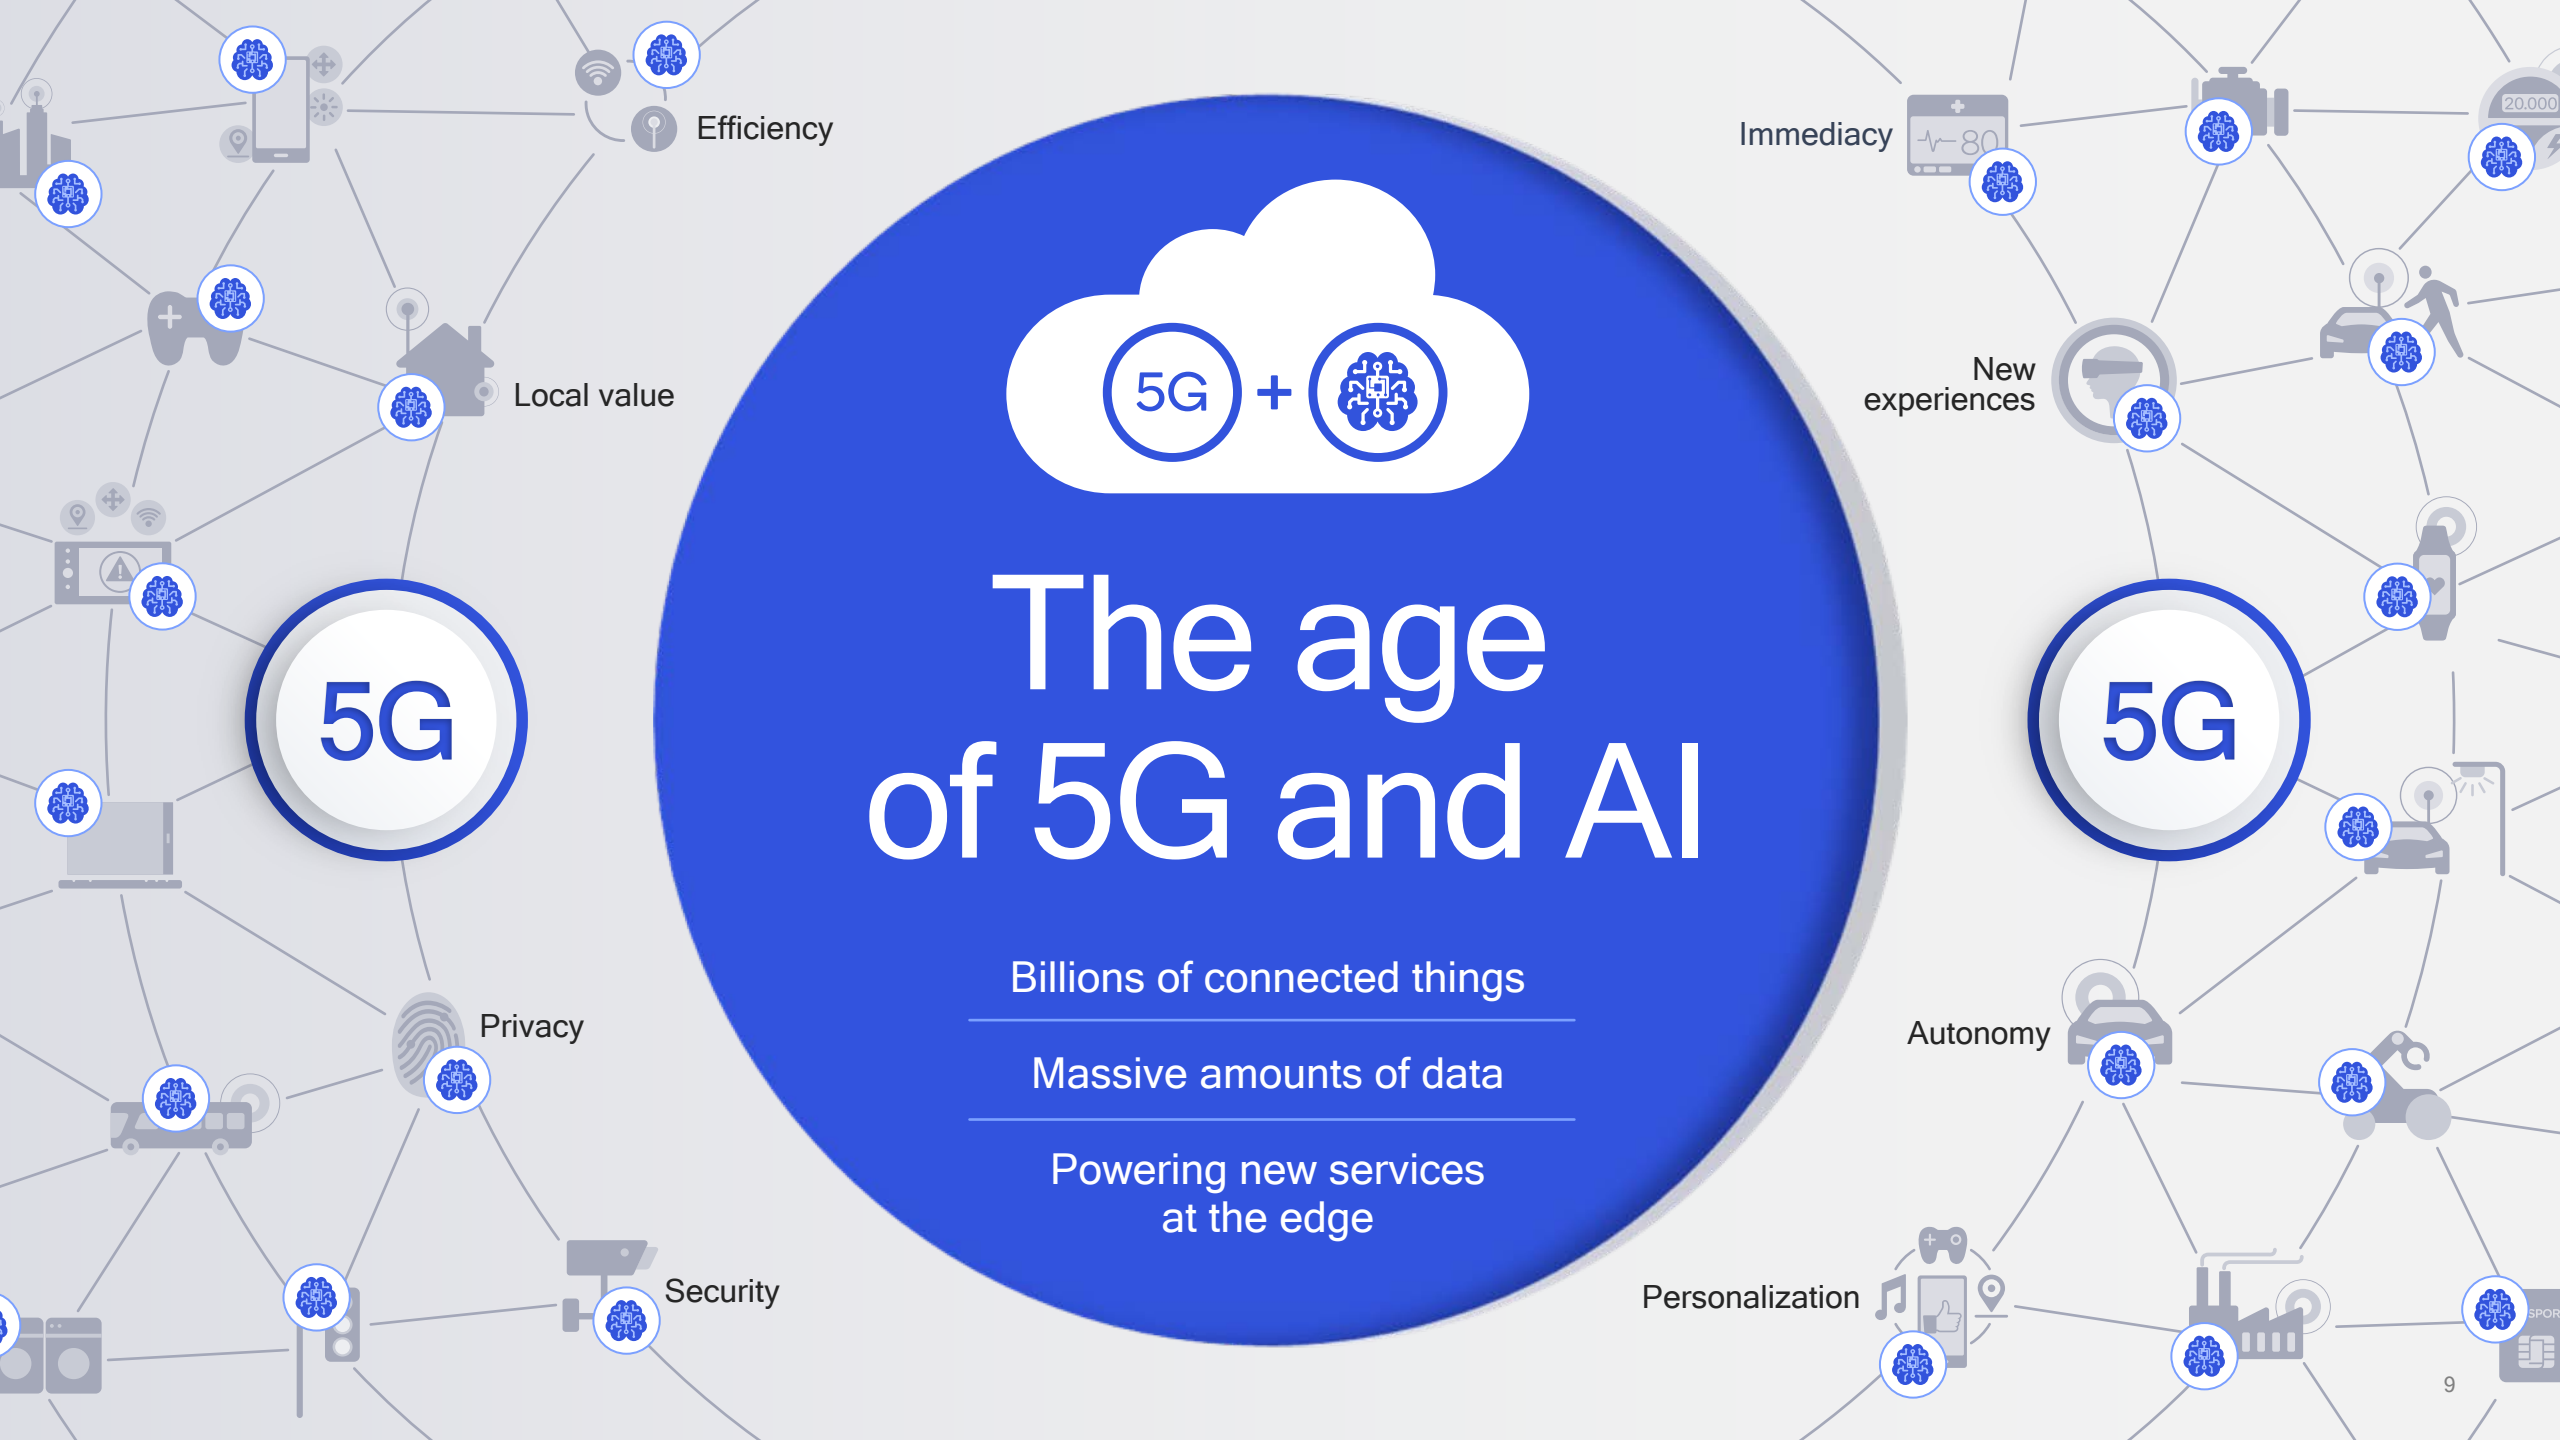 Efficiency
Local value
5G
Privacy
Security
5G
The age
of 5G and AI
Billions of connected things
Massive amounts of data
Powering new services
at the edge
Immediacy
80
20.000
New
experiences
5G
Autonomy
Personalization
SPOR
9